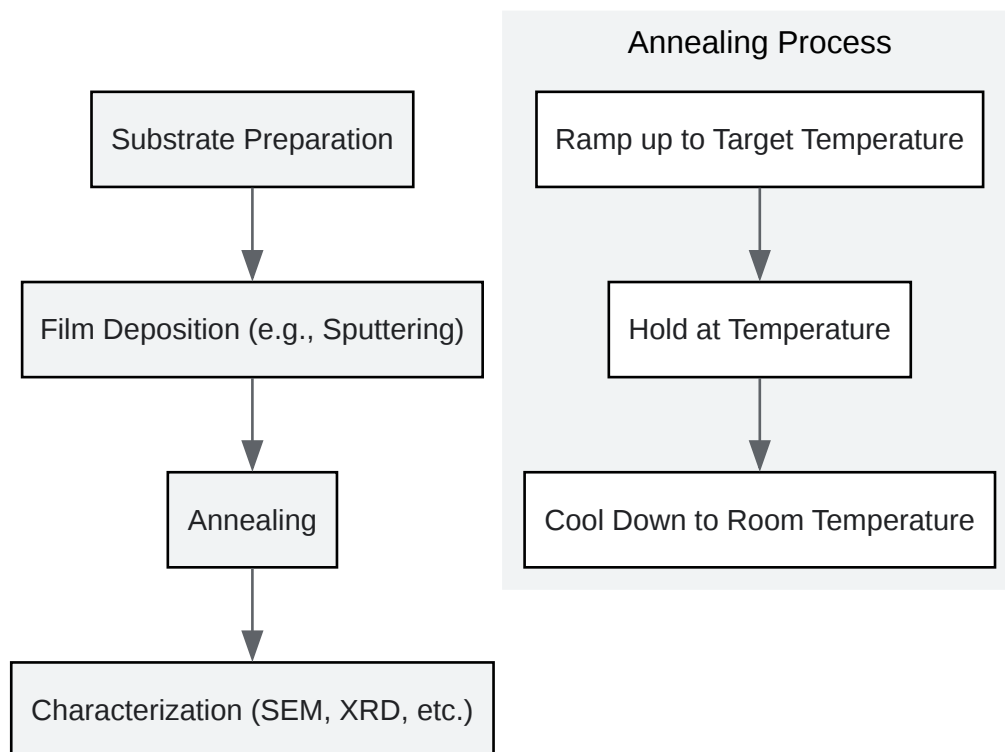 Annealing Process
Substrate Preparation
Film Deposition (e.g., Sputtering)
Annealing
Characterization (SEM, XRD, etc.)
Ramp up to Target Temperature
Hold at Temperature
Cool Down to Room Temperature